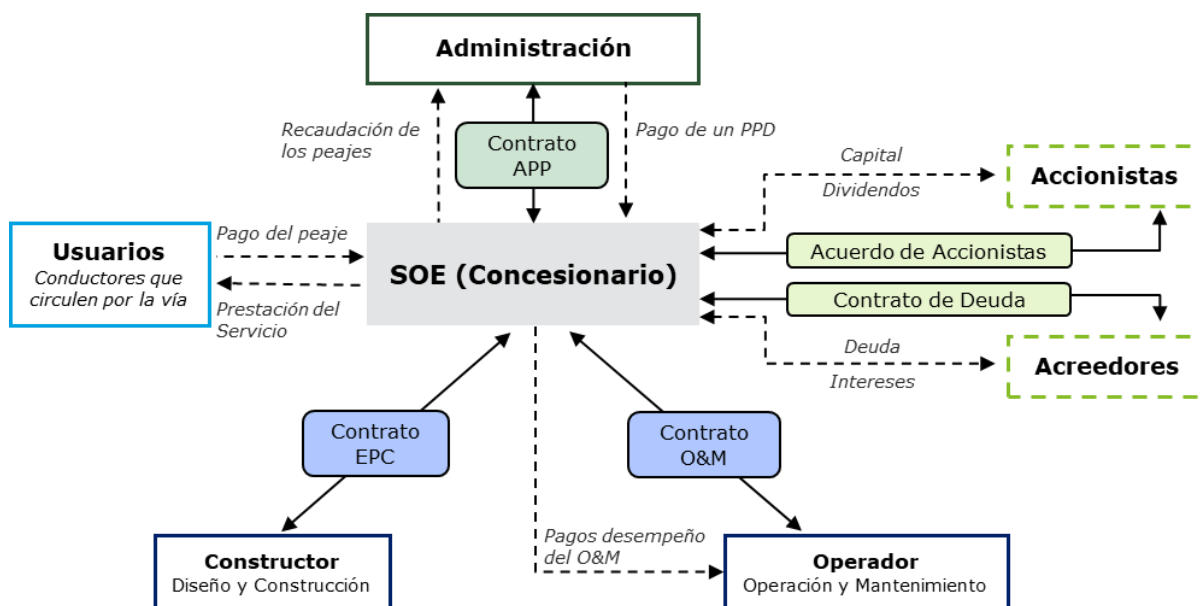 Administración
Recaudación de
los peajes
Contrato
APP
Pago de un PPD
Capital
Dividendos
Accionistas
Usuarios
Conductores que
circulen por la vía
Pago del peaje
Prestación del
Servicio
SOE (Concesionario)
Acuerdo de Accionistas
Contrato de Deuda
Deuda
Intereses
Acreedores
Contrato
EPC
Contrato
O&M
Pagos desempeño
del O&M
Constructor
Diseño y Construcción
Operador
Operación y Mantenimiento